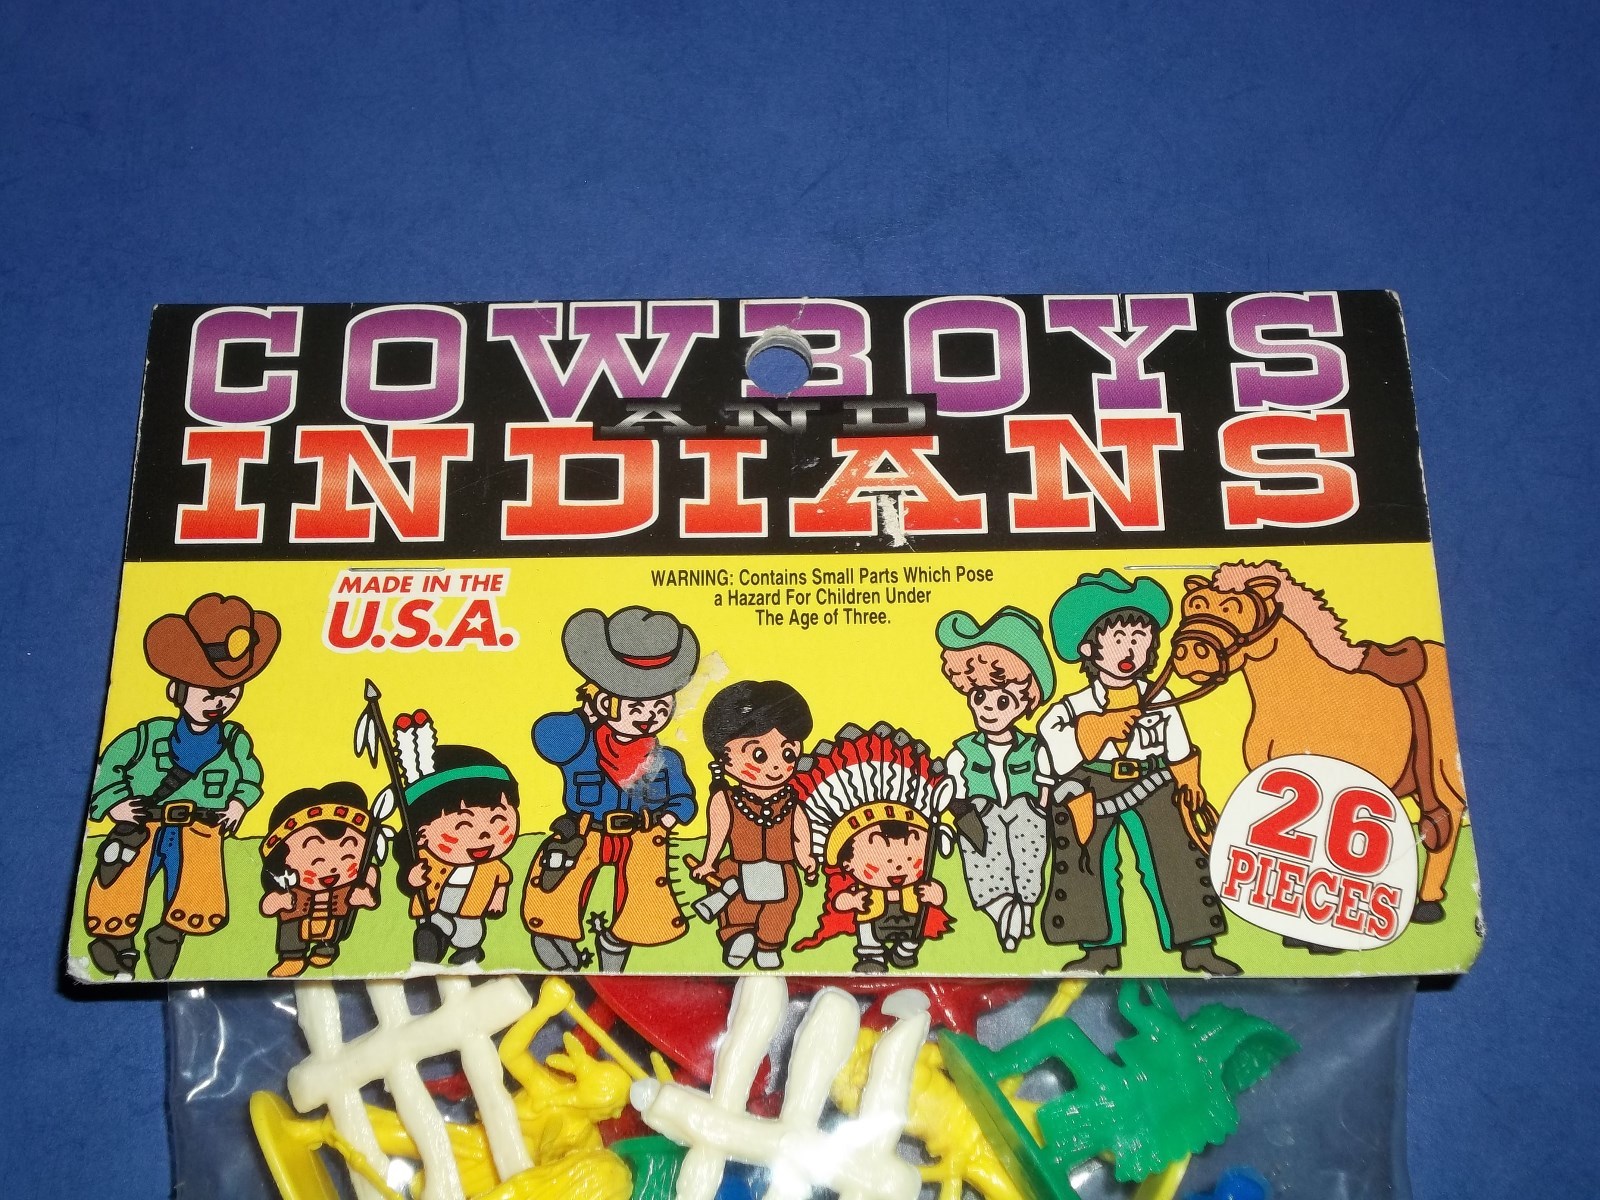 COWBOYS
AND
INDIANS
MADE IN THE
U.S.A.
WARNING: Contains Small Parts Which Pose
a Hazard For Children Under
The Age of Three.
26
PIECES